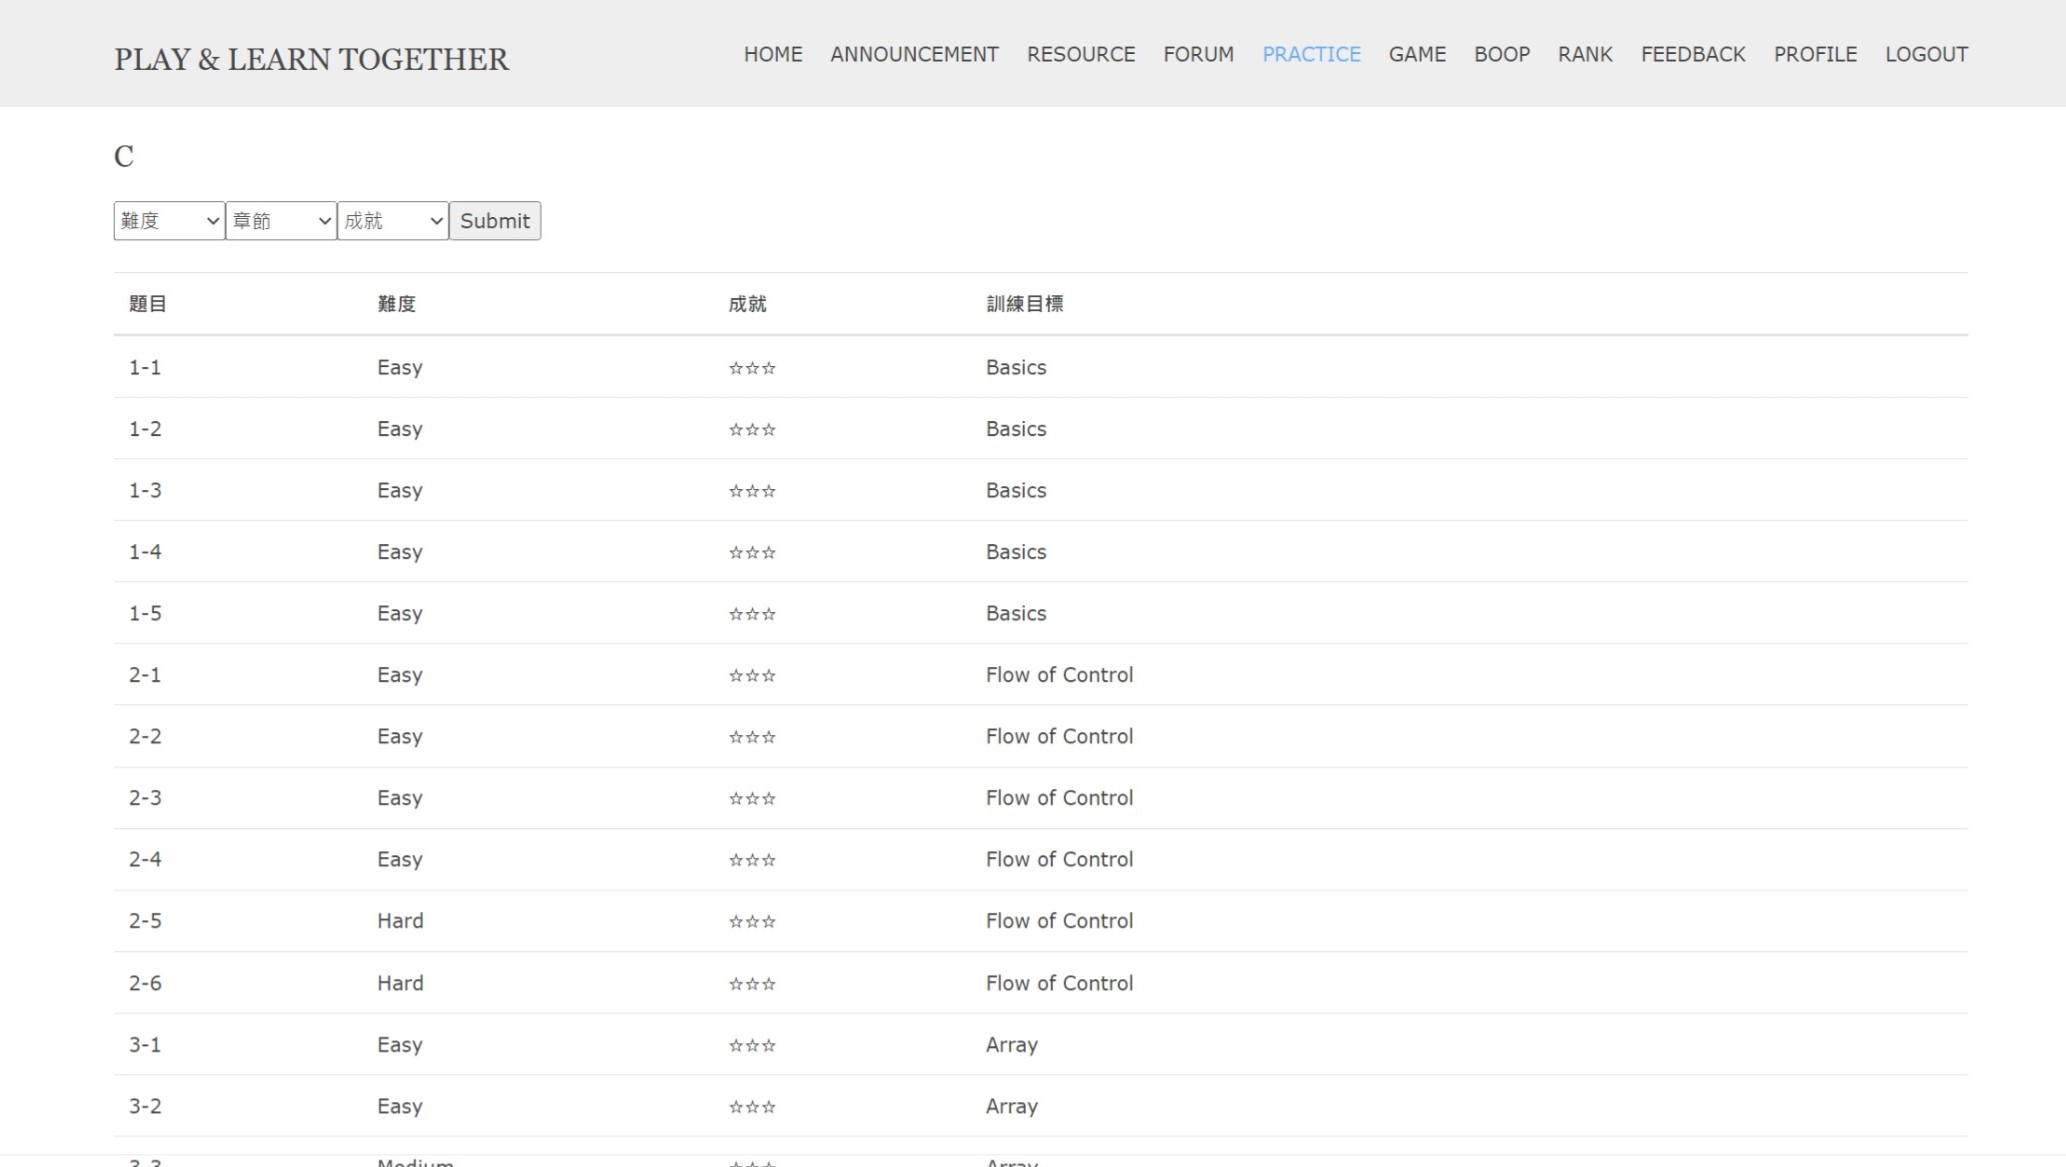 PLAY & LEARN TOGETHER
HOME ANNOUNCEMENT RESOURCE FORUM PRACTICE GAME BOOP RANK FEEDBACK PROFILE LOGOUT
C
難度 章節 成就 Submit
題目 難度 成就 訓練目標
1-1 Easy ☆☆☆ Basics
1-2 Easy ☆☆☆ Basics
1-3 Easy ☆☆☆ Basics
1-4 Easy ☆☆☆ Basics
1-5 Easy ☆☆☆ Basics
2-1 Easy ☆☆☆ Flow of Control
2-2 Easy ☆☆☆ Flow of Control
2-3 Easy ☆☆☆ Flow of Control
2-4 Easy ☆☆☆ Flow of Control
2-5 Hard ☆☆☆ Flow of Control
2-6 Hard ☆☆☆ Flow of Control
3-1 Easy ☆☆☆ Array
3-2 Easy ☆☆☆ Array
3-3 Medium ☆☆☆ Array